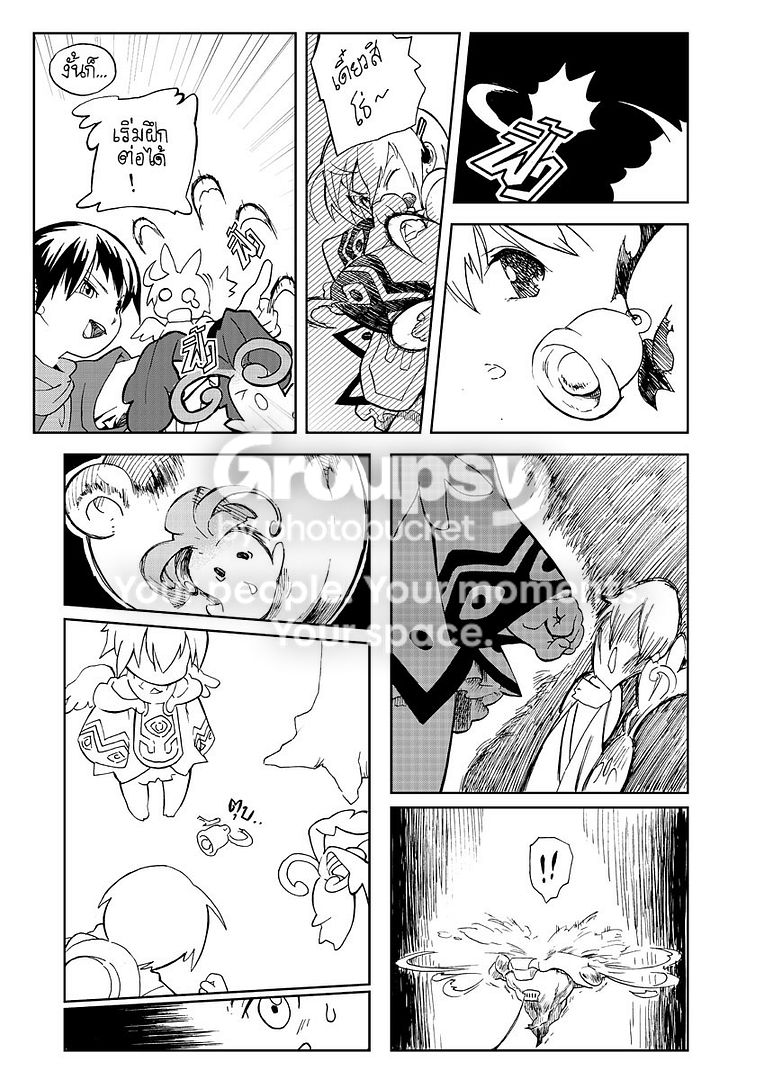 งั้นก็...
เริ่มฝึก
ต่อได้
!
ฟิ้ว
ฟิ้ว
เดี๋ยวสิ
โธ่~
ฟิ้ว
Groupsy
by photobucket
Your people. Your moments.
Your space.
ตุบ..
!!